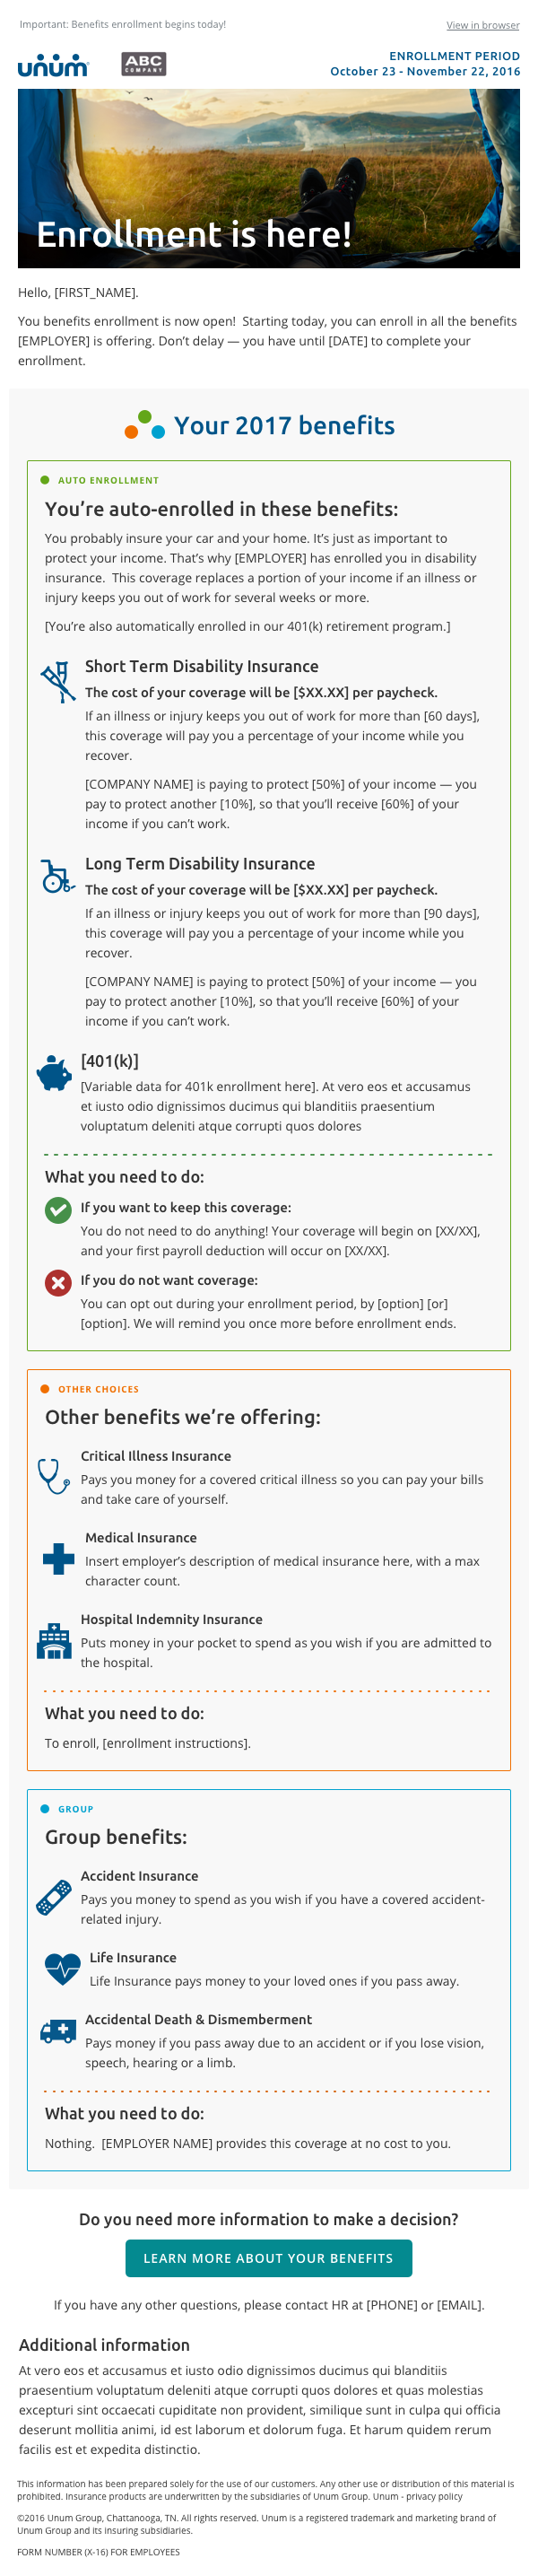 Important: Benefits enrollment begins today!
View in browser
unum
ABC
COMPANY
ENROLLMENT PERIOD
October 23 - November 22, 2016
Enrollment is here!
Hello, [FIRST_NAME].
You benefits enrollment is now open!  Starting today, you can enroll in all the benefits
[EMPLOYER] is offering. Don’t delay — you have until [DATE] to complete your
enrollment.
Your 2017 benefits
AUTO ENROLLMENT
You’re auto-enrolled in these benefits:
You probably insure your car and your home. It’s just as important to
protect your income. That’s why [EMPLOYER] has enrolled you in disability
insurance.  This coverage replaces a portion of your income if an illness or
injury keeps you out of work for several weeks or more.
[You’re also automatically enrolled in our 401(k) retirement program.]
Short Term Disability Insurance
The cost of your coverage will be [$XX.XX] per paycheck.
If an illness or injury keeps you out of work for more than [60 days],
this coverage will pay you a percentage of your income while you
recover.
[COMPANY NAME] is paying to protect [50%] of your income — you
pay to protect another [10%], so that you’ll receive [60%] of your
income if you can’t work.
Long Term Disability Insurance
The cost of your coverage will be [$XX.XX] per paycheck.
If an illness or injury keeps you out of work for more than [90 days],
this coverage will pay you a percentage of your income while you
recover.
[COMPANY NAME] is paying to protect [50%] of your income — you
pay to protect another [10%], so that you’ll receive [60%] of your
income if you can’t work.
[401(k)]
[Variable data for 401k enrollment here]. At vero eos et accusamus
et iusto odio dignissimos ducimus qui blanditiis praesentium
voluptatum deleniti atque corrupti quos dolores
What you need to do:
If you want to keep this coverage:
You do not need to do anything! Your coverage will begin on [XX/XX],
and your first payroll deduction will occur on [XX/XX].
If you do not want coverage:
You can opt out during your enrollment period, by [option] [or]
[option]. We will remind you once more before enrollment ends.
OTHER CHOICES
Other benefits we’re offering:
Critical Illness Insurance
Pays you money for a covered critical illness so you can pay your bills
and take care of yourself.
Medical Insurance
Insert employer’s description of medical insurance here, with a max
character count.
Hospital Indemnity Insurance
Puts money in your pocket to spend as you wish if you are admitted to
the hospital.
What you need to do:
To enroll, [enrollment instructions].
GROUP
Group benefits:
Accident Insurance
Pays you money to spend as you wish if you have a covered accident-
related injury.
Life Insurance
Life Insurance pays money to your loved ones if you pass away.
Accidental Death & Dismemberment
Pays money if you pass away due to an accident or if you lose vision,
speech, hearing or a limb.
What you need to do:
Nothing.  [EMPLOYER NAME] provides this coverage at no cost to you.
Do you need more information to make a decision?
LEARN MORE ABOUT YOUR BENEFITS
If you have any other questions, please contact HR at [PHONE] or [EMAIL].
Additional information
At vero eos et accusamus et iusto odio dignissimos ducimus qui blanditiis
praesentium voluptatum deleniti atque corrupti quos dolores et quas molestias
excepturi sint occaecati cupiditate non provident, similique sunt in culpa qui officia
deserunt mollitia animi, id est laborum et dolorum fuga. Et harum quidem rerum
facilis est et expedita distinctio.
This information has been prepared solely for the use of our customers. Any other use or distribution of this material is
prohibited. Insurance products are underwritten by the subsidiaries of Unum Group. Unum - privacy policy
©2016 Unum Group, Chattanooga, TN. All rights reserved. Unum is a registered trademark and marketing brand of
Unum Group and its insuring subsidiaries.
FORM NUMBER (X-16) FOR EMPLOYEES